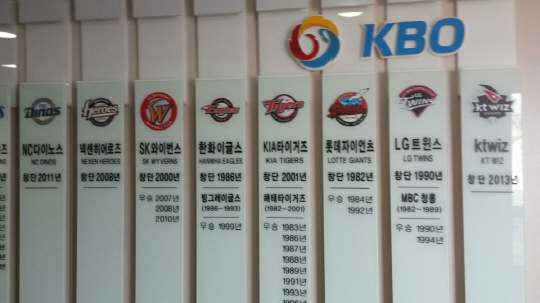 KBO
DINOS
NC다이노스
NC DINOS
창단 2011년
HEROES
넥센히어로즈
NEXEN HEROES
창단 2008년
W
SK와이번스
SK WYVERNS
창단 2000년
우승 2007년
2008년
2010년
한화이글스
HANWHA EAGLES
창단 1986년
빙그레이글스
(1986~1993)
우승 1999년
Tigers
KIA타이거즈
KIA TIGERS
창단 2001년
해태타이거즈
(1982~2001)
우승 1983년
1986년
1987년
1988년
1989년
1991년
1993년
롯데자이언츠
LOTTE GIANTS
창단 1982년
우승 1984년
1992년
LG
TWINS
LG트윈스
LG TWINS
창단 1990년
MBC 청룡
(1982~1989)
우승 1990년
1994년
kt wiz
ktwiz
KT WIZ
창단 2013년